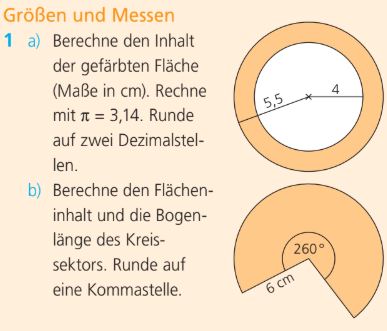 Größen und Messen
1 a) Berechne den Inhalt
der gefärbten Fläche
(Maße in cm). Rechne
mit π = 3,14. Runde
auf zwei Dezimalstel-
len.
5,5
4
b) Berechne den Flächen-
inhalt und die Bogen-
länge des Kreis-
sektors. Runde auf
eine Kommastelle.
260°
6 cm